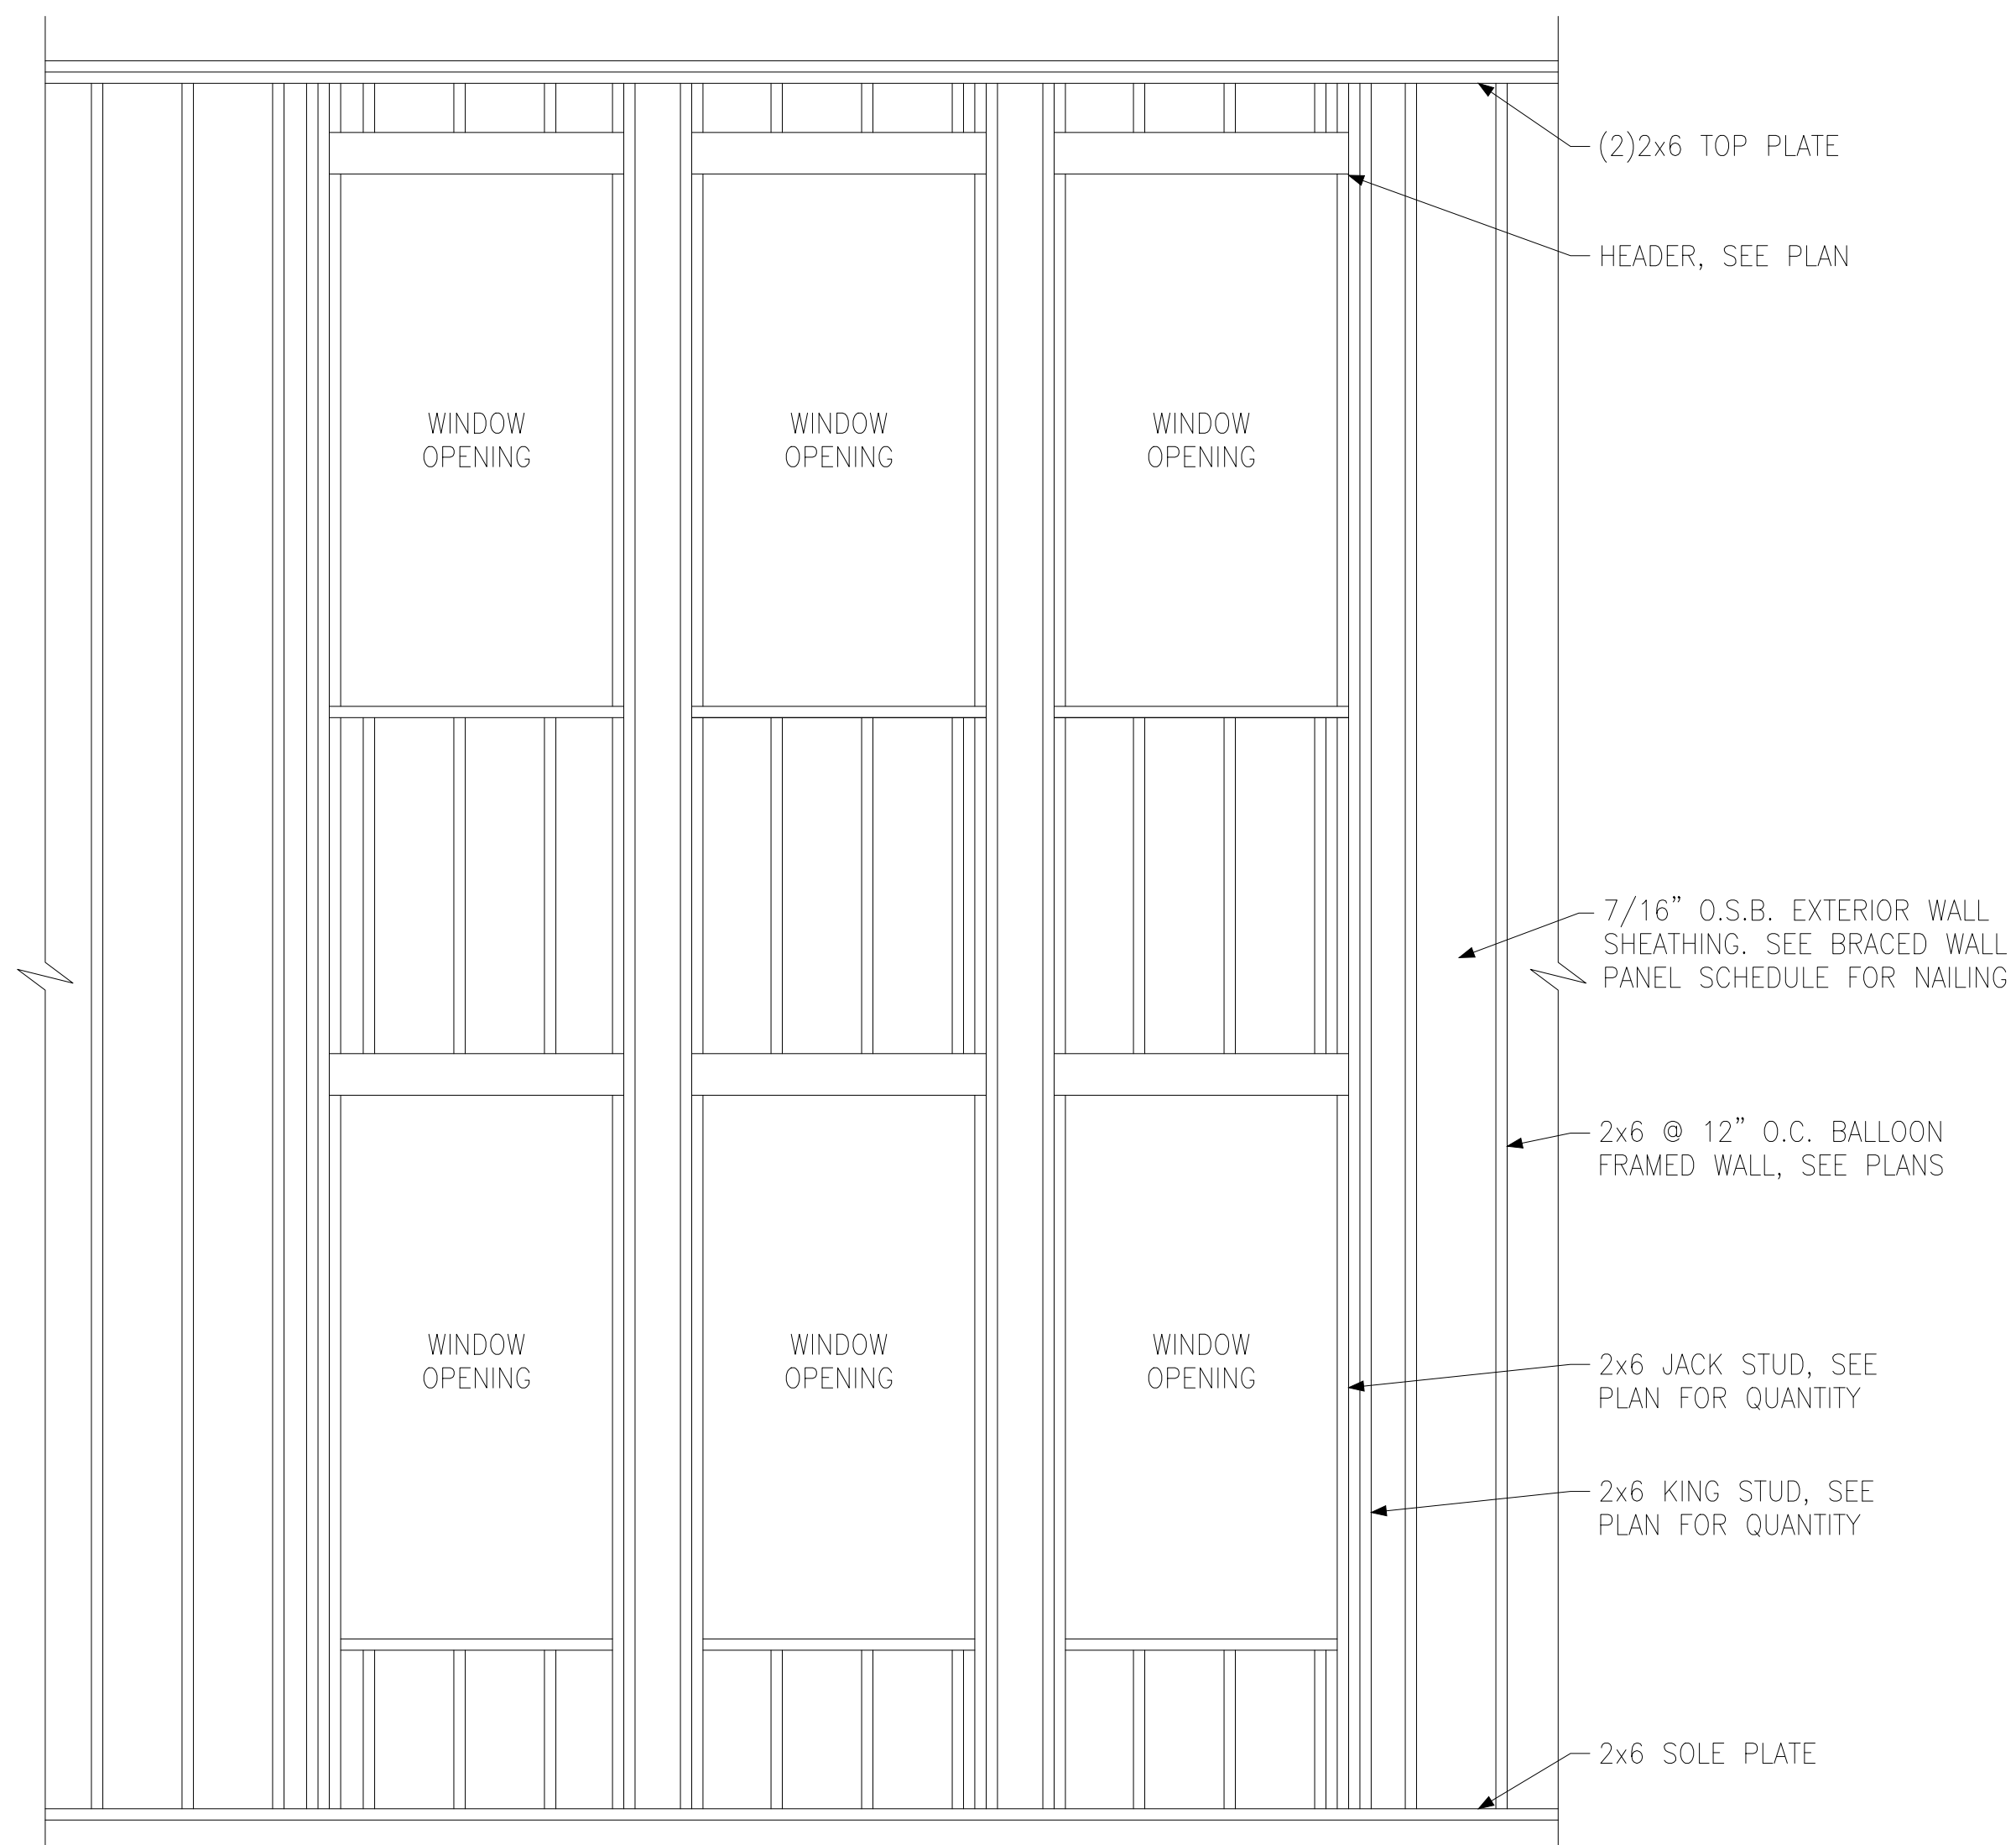 (2)2x6 TOP PLATE
HEADER, SEE PLAN
WINDOW
OPENING
WINDOW
OPENING
WINDOW
OPENING
7/16" O.S.B. EXTERIOR WALL
SHEATHING. SEE BRACED WALL
PANEL SCHEDULE FOR NAILING
2x6 @ 12" O.C. BALLOON
FRAMED WALL, SEE PLANS
WINDOW
OPENING
WINDOW
OPENING
WINDOW
OPENING
2x6 JACK STUD, SEE
PLAN FOR QUANTITY
2x6 KING STUD, SEE
PLAN FOR QUANTITY
2x6 SOLE PLATE